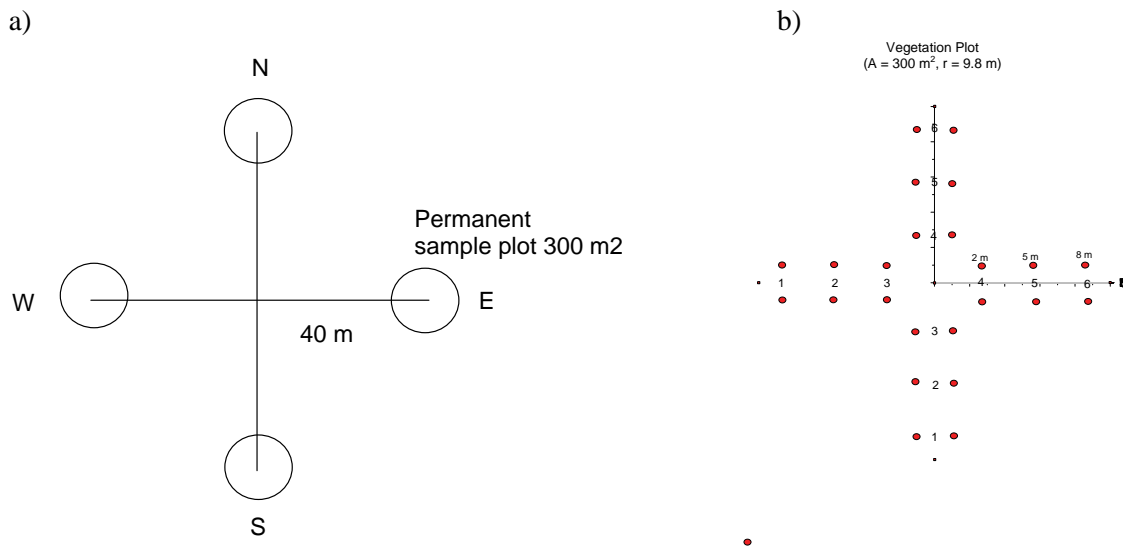 a)
N
Permanent
sample plot 300 m2
W
E
40 m
S
b)
Vegetation Plot
(A = 300 m², r = 9.8 m)
6
5
4
2 m 5 m 8 m
1 2 3 4 5 6
3
2
1